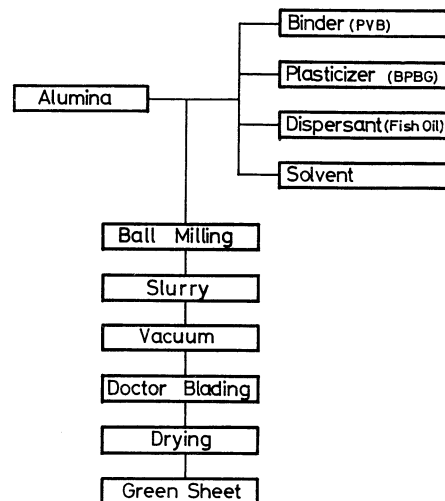 Binder (PVB)
Plasticizer (BPBG)
Alumina
Dispersant (Fish Oil)
Solvent
Ball Milling
Slurry
Vacuum
Doctor Blading
Drying
Green Sheet